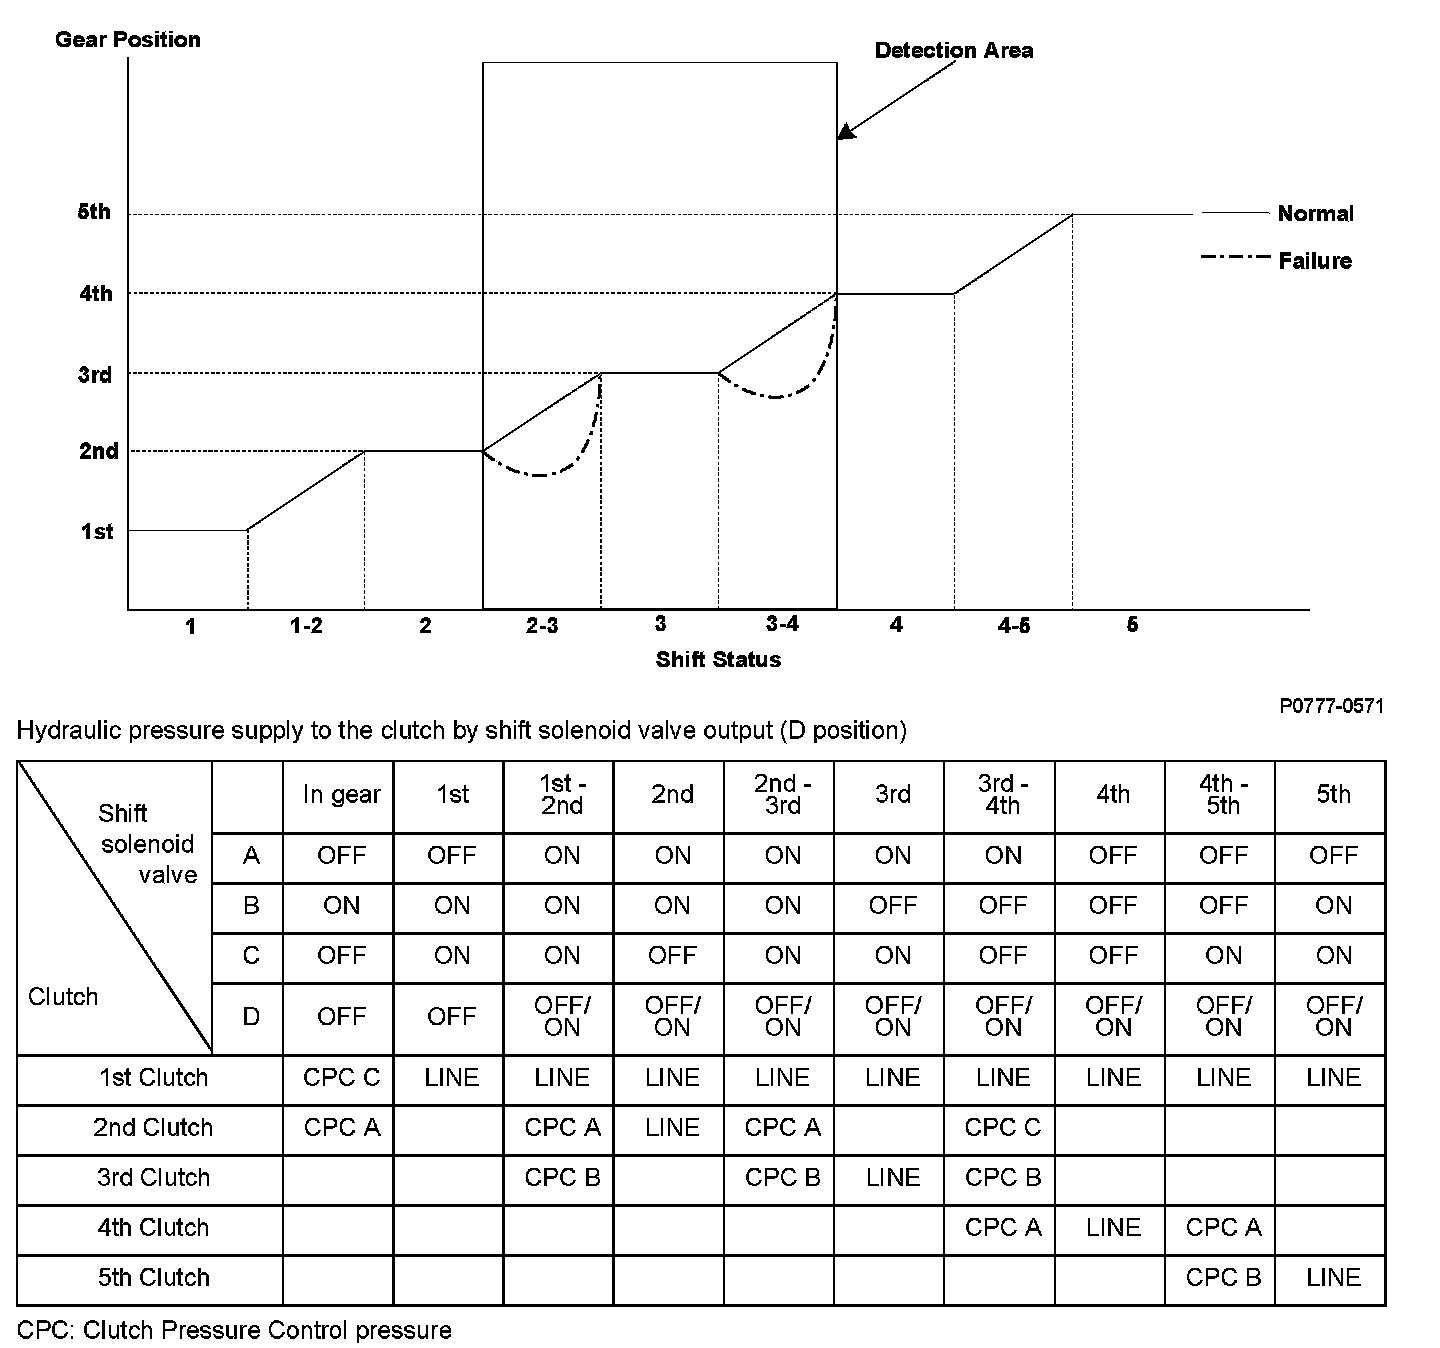 Gear Position
Detection Area
5th
Normal
4th
Failure
3rd
2nd
1st
1 1-2 2 2-3 3 3-4 4 4-5 5
Shift Status
P0777-0571
Hydraulic pressure supply to the clutch by shift solenoid valve output (D position)
Shift solenoid valve
Clutch
In gear 1st 1st - 2nd 2nd 2nd - 3rd 3rd 3rd - 4th 4th 4th - 5th 5th
A OFF OFF ON ON ON ON ON OFF OFF OFF
B ON ON ON ON ON OFF OFF OFF OFF ON
C OFF ON ON OFF ON ON OFF OFF ON ON
D OFF OFF OFF/ON OFF/ON OFF/ON OFF/ON OFF/ON OFF/ON OFF/ON OFF/ON
1st Clutch CPC C LINE LINE LINE LINE LINE LINE LINE LINE LINE
2nd Clutch CPC A CPC A LINE CPC A CPC C
3rd Clutch CPC B CPC B LINE CPC B
4th Clutch CPC A LINE CPC A
5th Clutch CPC B LINE
CPC: Clutch Pressure Control pressure